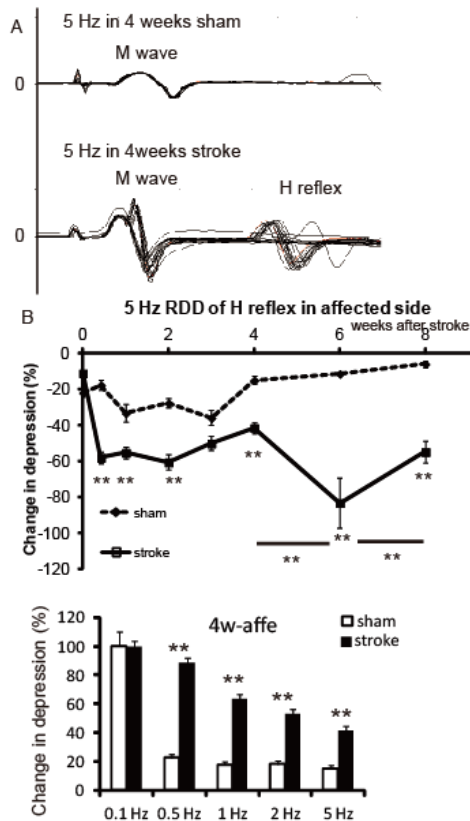 A
5 Hz in 4 weeks sham
M wave
0
5 Hz in 4weeks stroke
M wave
H reflex
0
B
5 Hz RDD of H reflex in affected side
weeks after stroke
0 2 4 6 8
0
-20
-40
-60
-80
-100
-120
Change in depression (%)
** ** ** ** ** **
sham
stroke
** **
4w-affe
sham
stroke
Change in depression (%)
120
100
80
60
40
20
0
** ** ** **
0.1 Hz 0.5 Hz 1 Hz 2 Hz 5 Hz